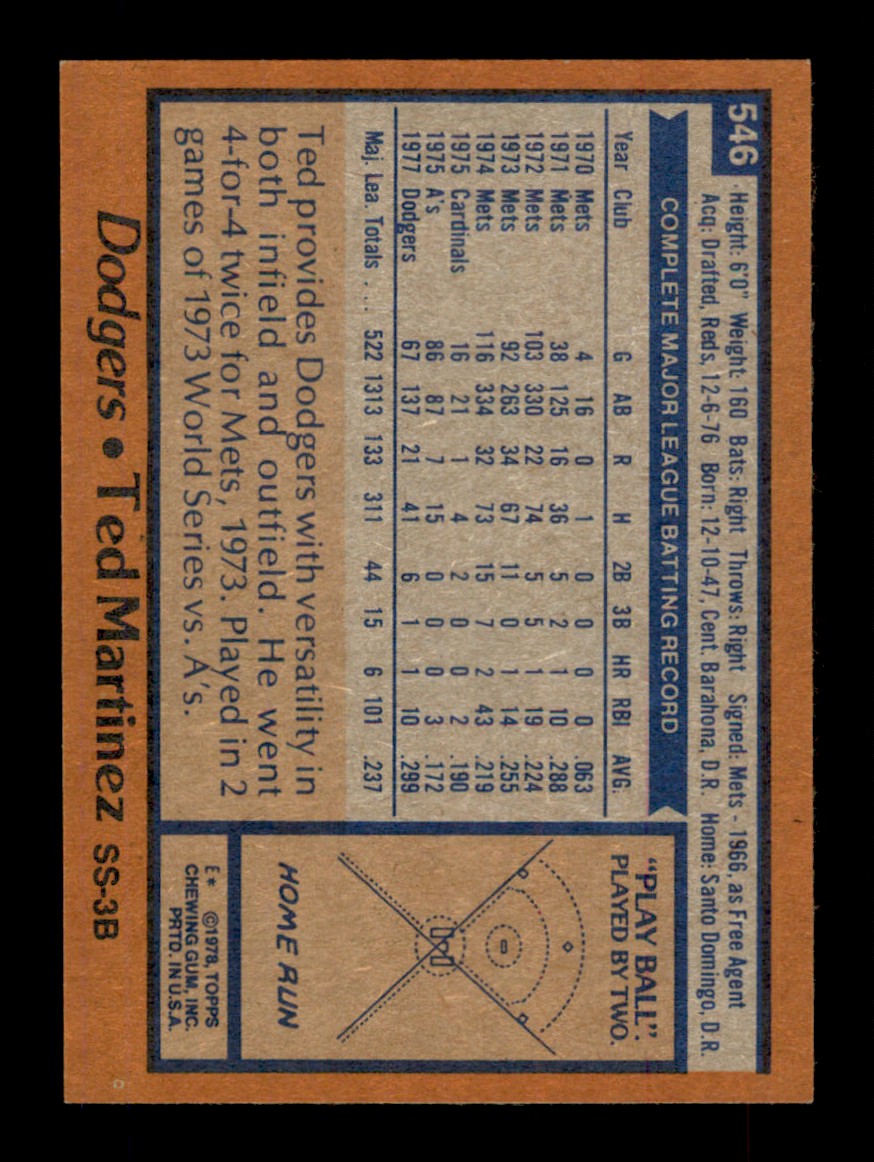 546
Height: 6'0" Weight: 160 Bats: Right Throws: Right Signed: Mets - 1966, as Free Agent
Acq: Drafted, Reds, 12-6-76 Born: 12-10-47, Cent. Barahona, D.R. Home: Santo Domingo, D.R.
COMPLETE MAJOR LEAGUE BATTING RECORD
Year Club G AB R H 2B 3B HR RBI AVG.
1970 Mets 4 16 0 1 0 0 0 0 .063
1971 Mets 38 125 16 36 5 2 1 10 .288
1972 Mets 103 330 22 74 5 5 1 19 .224
1973 Mets 92 263 34 67 11 0 1 14 .255
1974 Mets 116 334 32 73 15 7 2 43 .219
1975 Cardinals 16 21 1 4 2 0 0 2 .190
1975 A's 86 87 7 15 0 0 0 3 .172
1977 Dodgers 67 137 21 41 6 1 1 10 .299
Maj. Lea. Totals . . . 522 1313 133 311 44 15 6 101 .237
Ted provides Dodgers with versatility in
both infield and outfield. He went
4-for-4 twice for Mets, 1973. Played in 2
games of 1973 World Series vs. A's.
"PLAY BALL".
PLAYED BY TWO.
HOME RUN
E* ©1978, TOPPS
CHEWING GUM, INC.
PRTD. IN U.S.A.
Dodgers • Ted Martinez SS-3B